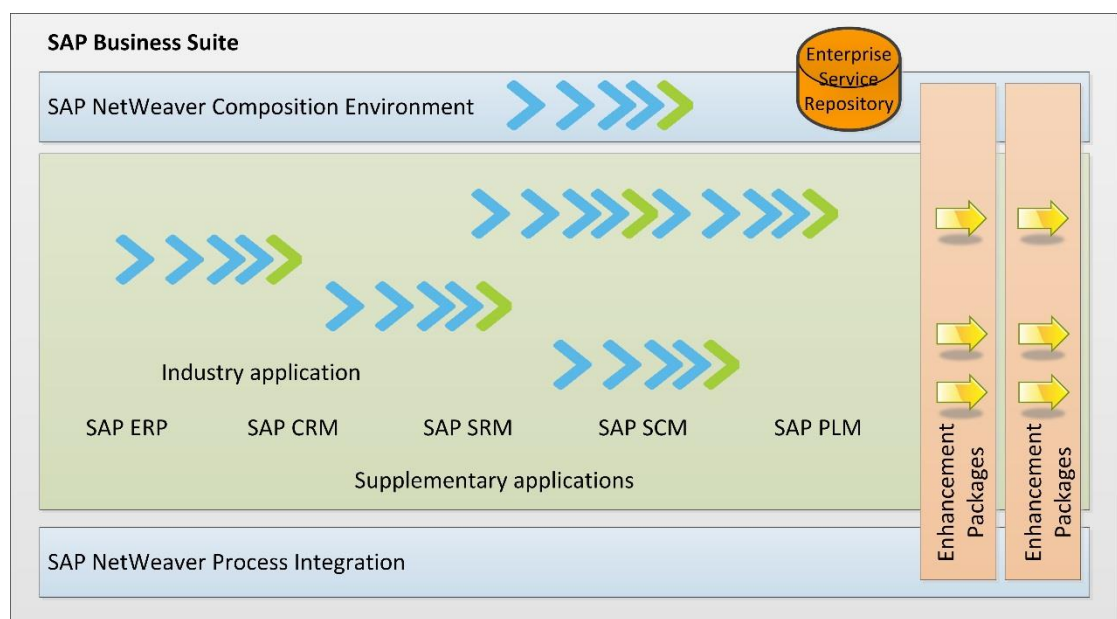 SAP Business Suite
SAP NetWeaver Composition Environment
Enterprise
Service
Repository
Industry application
SAP ERP SAP CRM SAP SRM SAP SCM SAP PLM
Supplementary applications
SAP NetWeaver Process Integration
Enhancement
Packages
Enhancement
Packages